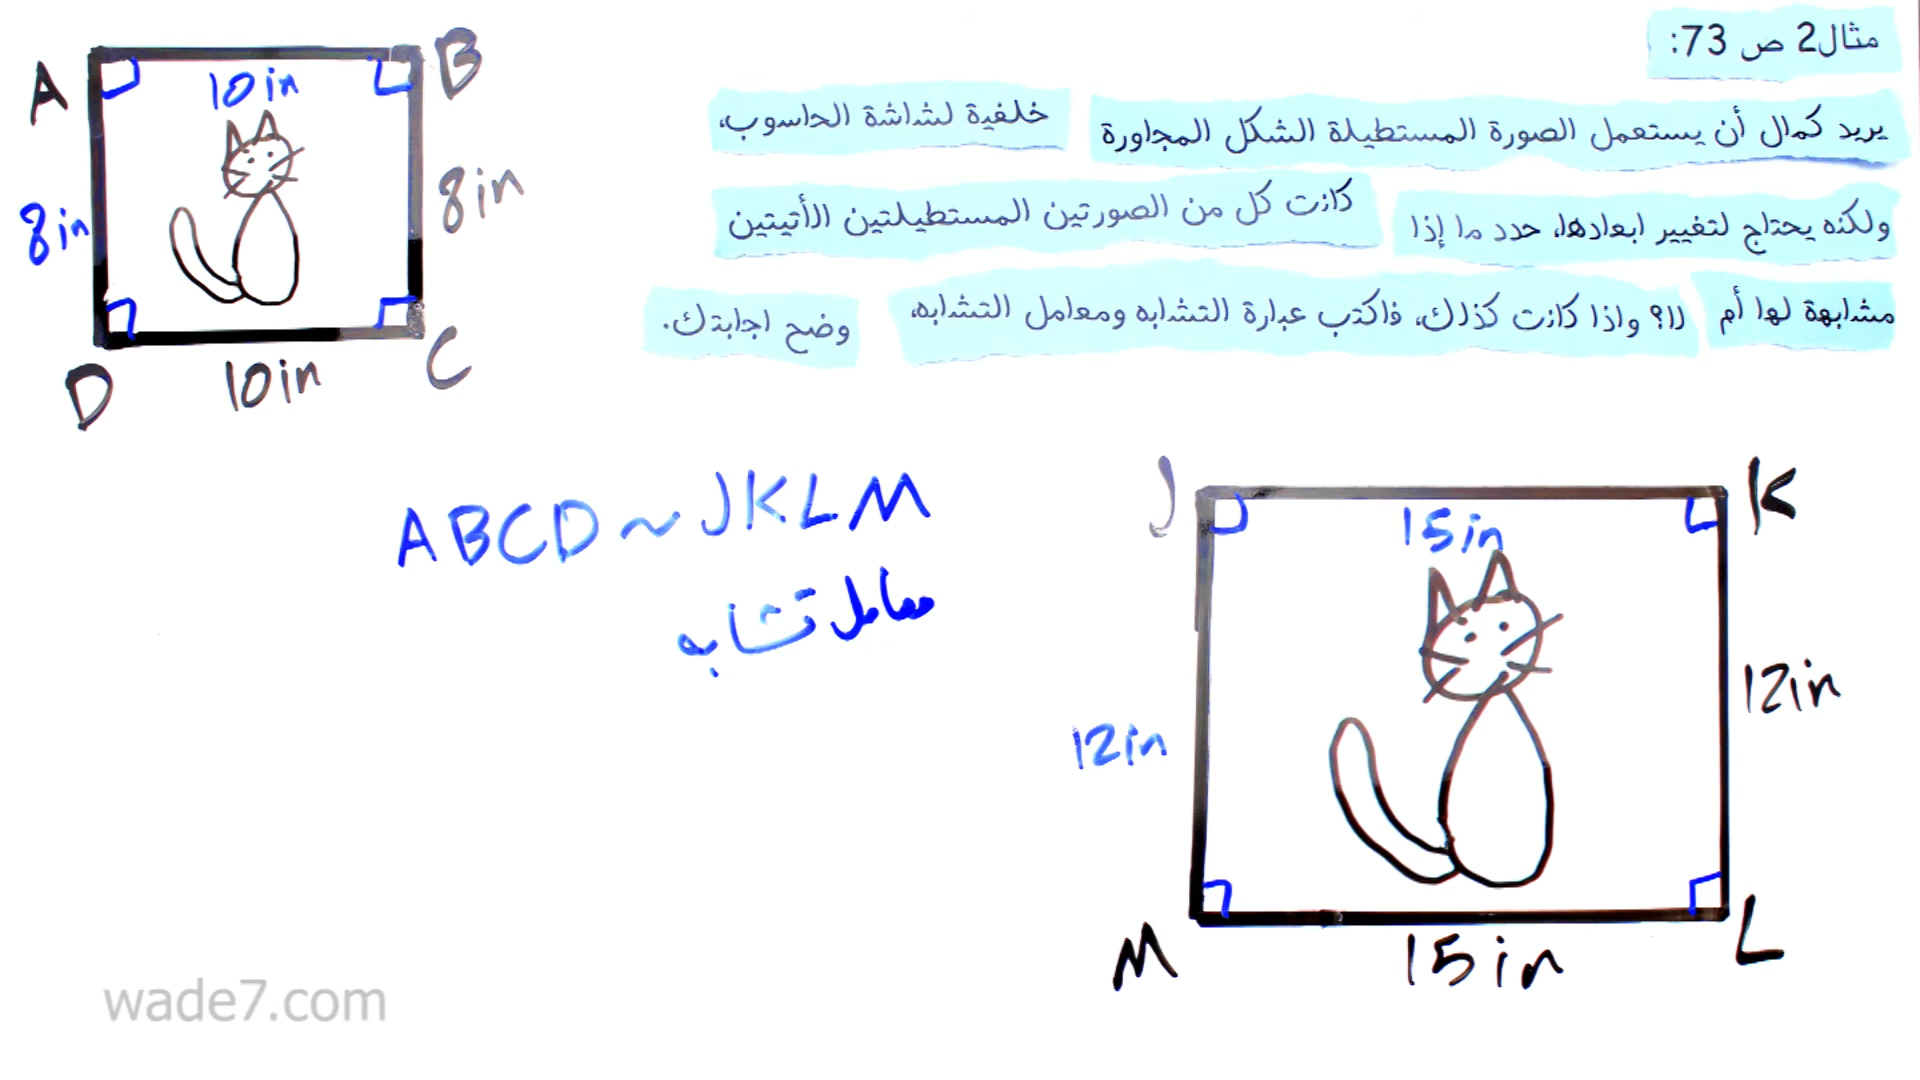 مثال2 ص 73:
يريد كمال أن يستعمل الصورة المستطيلة الشكل المجاورة خلفية لشاشة الحاسوب،
ولكنه يحتاج لتغيير ابعادها، حدد ما إذا كانت كل من الصورتين المستطيلتين الأتيتين
مشابهة لها أم لا؟ واذا كانت كذلك، فاكتب عبارة التشابه ومعامل التشابه، وضح اجابتك.
A
B
10in
8in
8in
D
10in
C
ABCD ~ JKLM
معامل تشابه
J
K
15in
12in
12in
M
15in
L
wade7.com